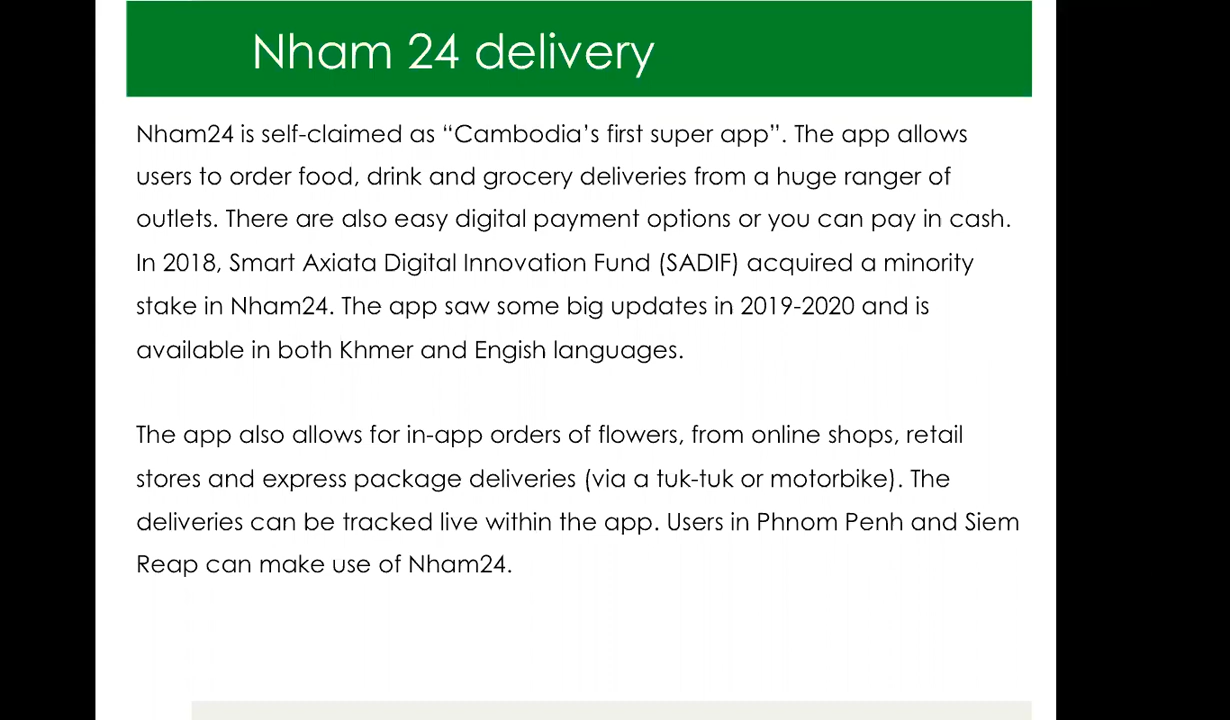 Nham 24 delivery
Nham24 is self-claimed as “Cambodia’s first super app”. The app allows
users to order food, drink and grocery deliveries from a huge ranger of
outlets. There are also easy digital payment options or you can pay in cash.
In 2018, Smart Axiata Digital Innovation Fund (SADIF) acquired a minority
stake in Nham24. The app saw some big updates in 2019-2020 and is
available in both Khmer and Engish languages.
The app also allows for in-app orders of flowers, from online shops, retail
stores and express package deliveries (via a tuk-tuk or motorbike). The
deliveries can be tracked live within the app. Users in Phnom Penh and Siem
Reap can make use of Nham24.